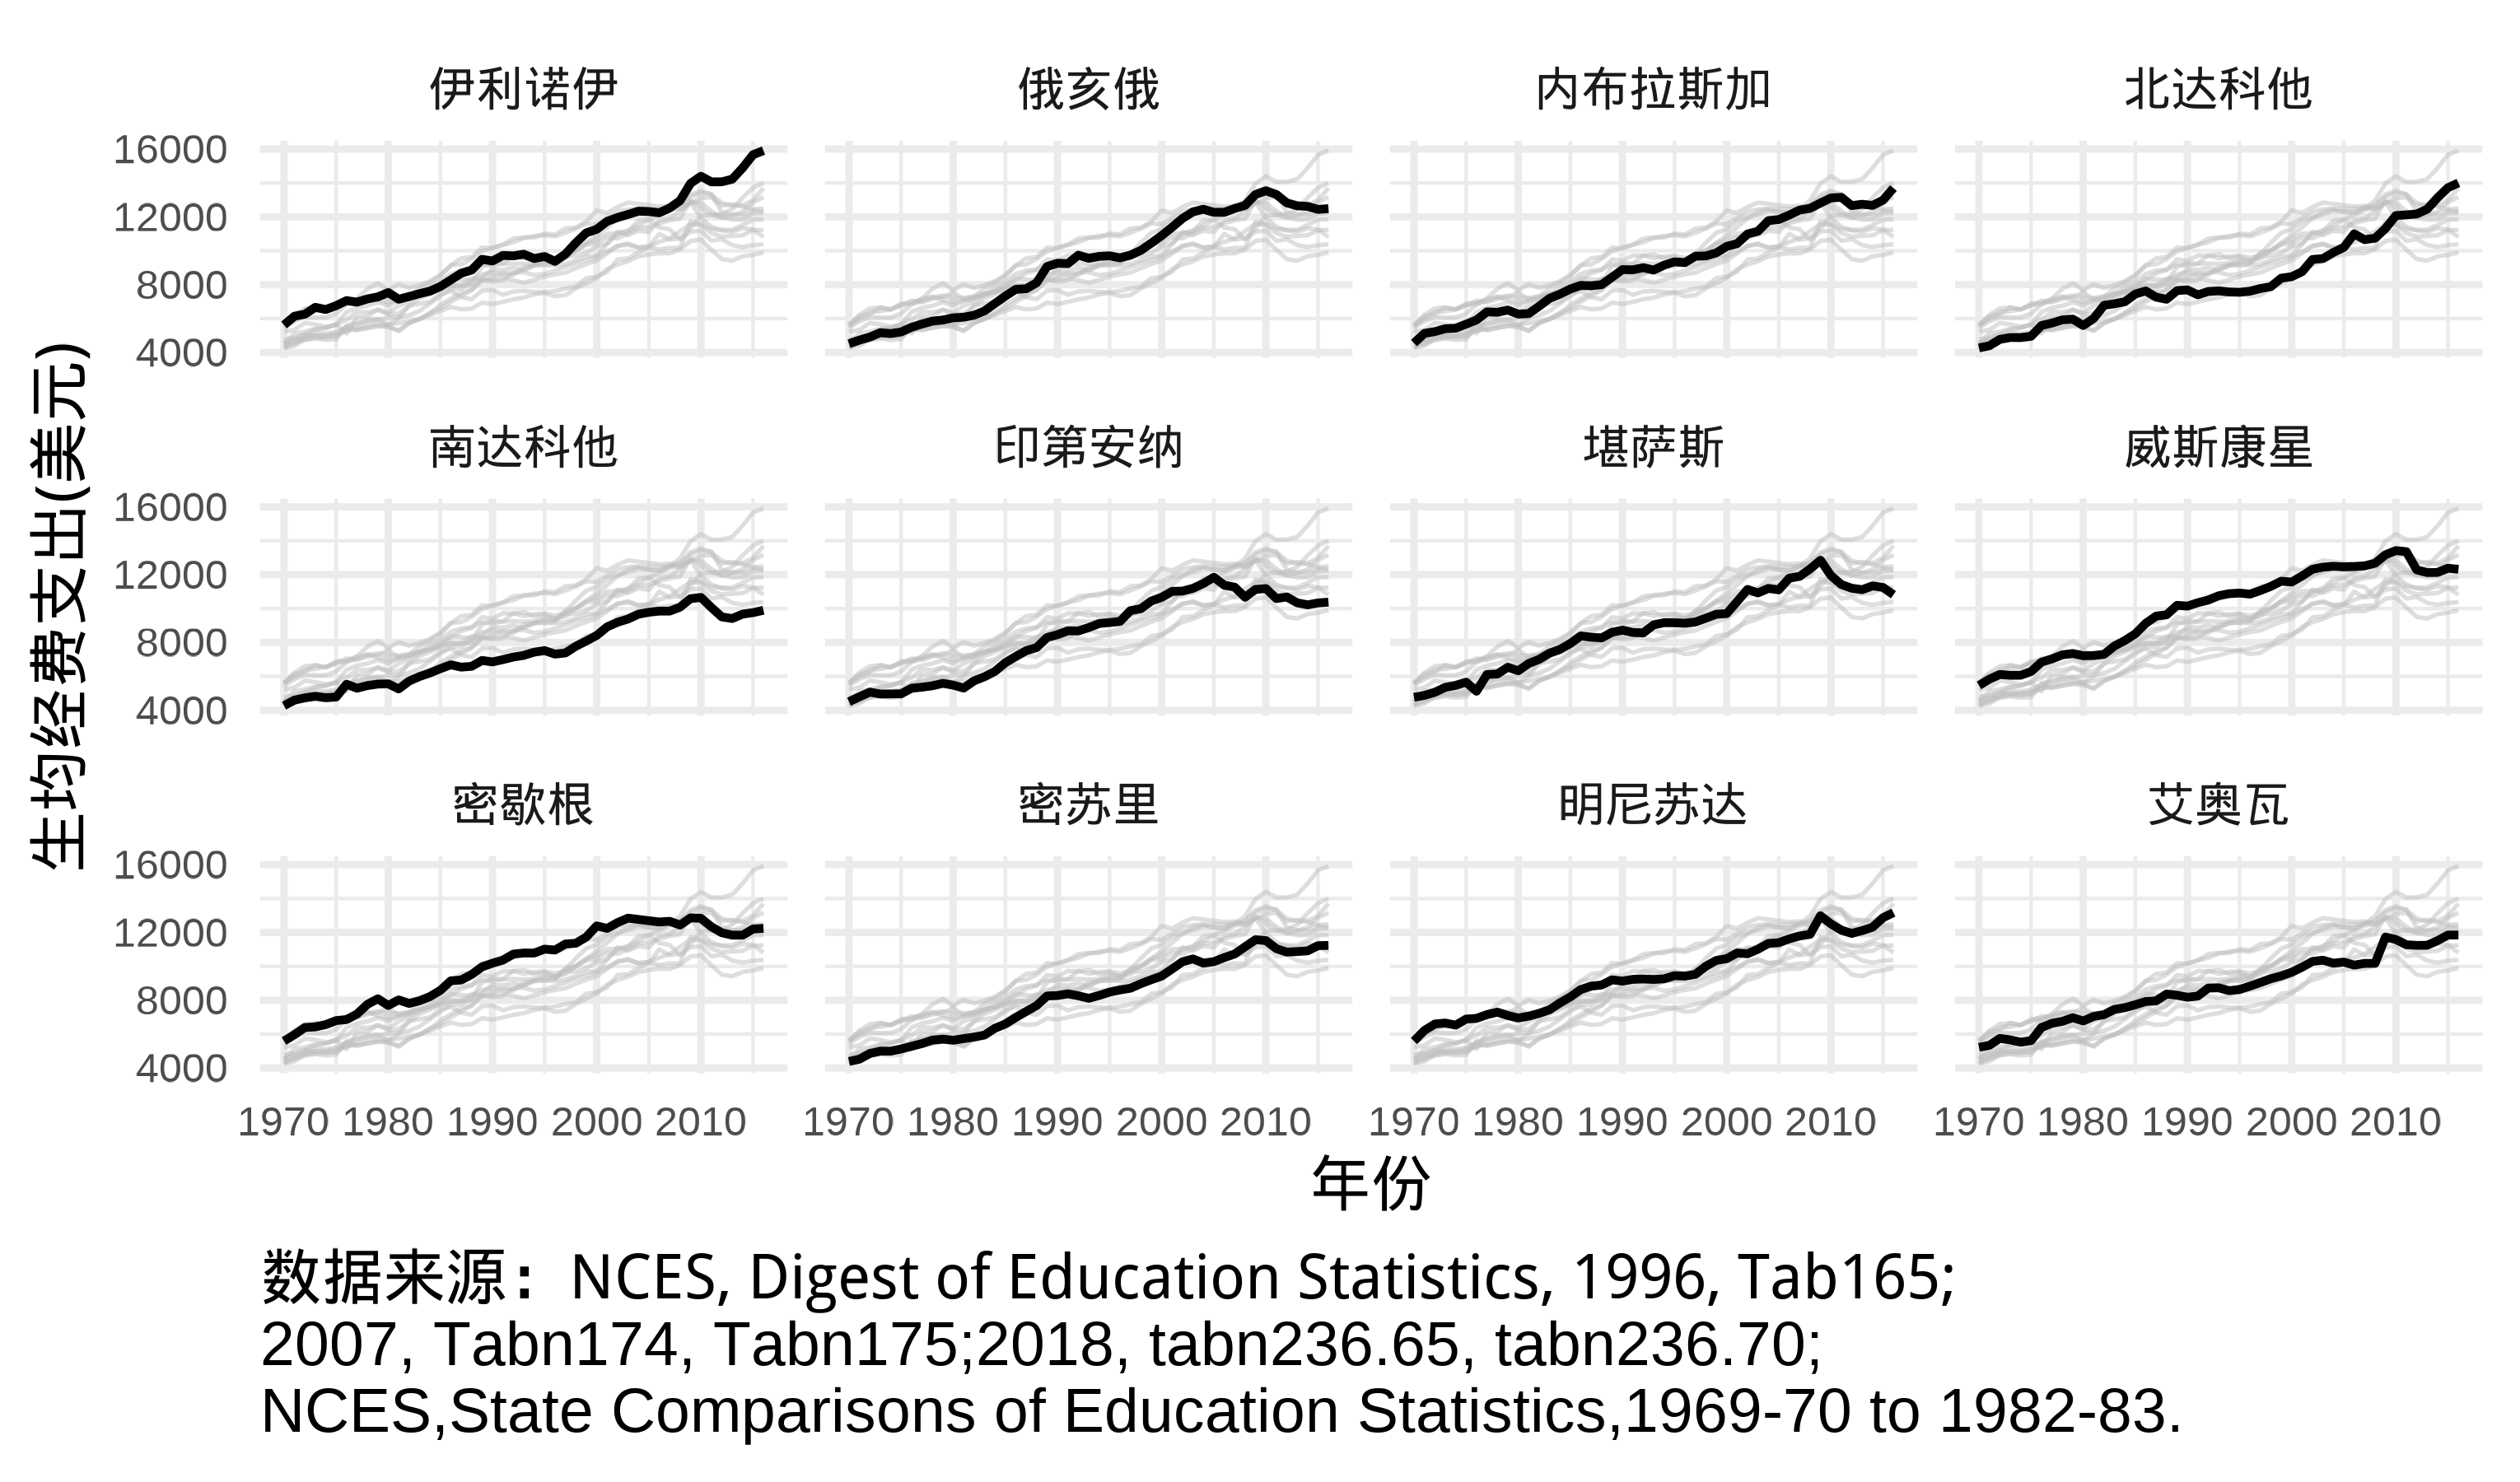 伊利诺伊
俄亥俄
内布拉斯加
北达科他
16000
12000
8000
4000
南达科他
印第安纳
堪萨斯
威斯康星
16000
12000
8000
4000
密歇根
密苏里
明尼苏达
艾奥瓦
16000
12000
8000
4000
生均经费支出(美元)
1970 1980 1990 2000 2010
1970 1980 1990 2000 2010
1970 1980 1990 2000 2010
1970 1980 1990 2000 2010
年份
数据来源：NCES, Digest of Education Statistics, 1996, Tab165;
2007, Tabn174, Tabn175;2018, tabn236.65, tabn236.70;
NCES,State Comparisons of Education Statistics,1969-70 to 1982-83.